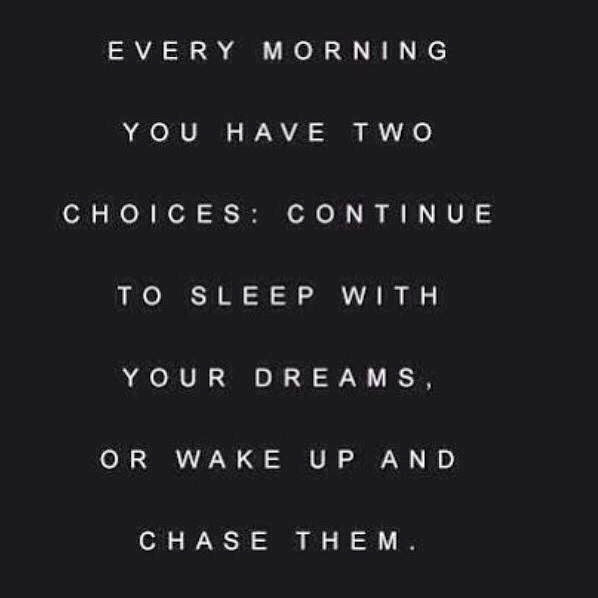 EVERY MORNING
YOU HAVE TWO
CHOICES: CONTINUE
TO SLEEP WITH
YOUR DREAMS,
OR WAKE UP AND
CHASE THEM.